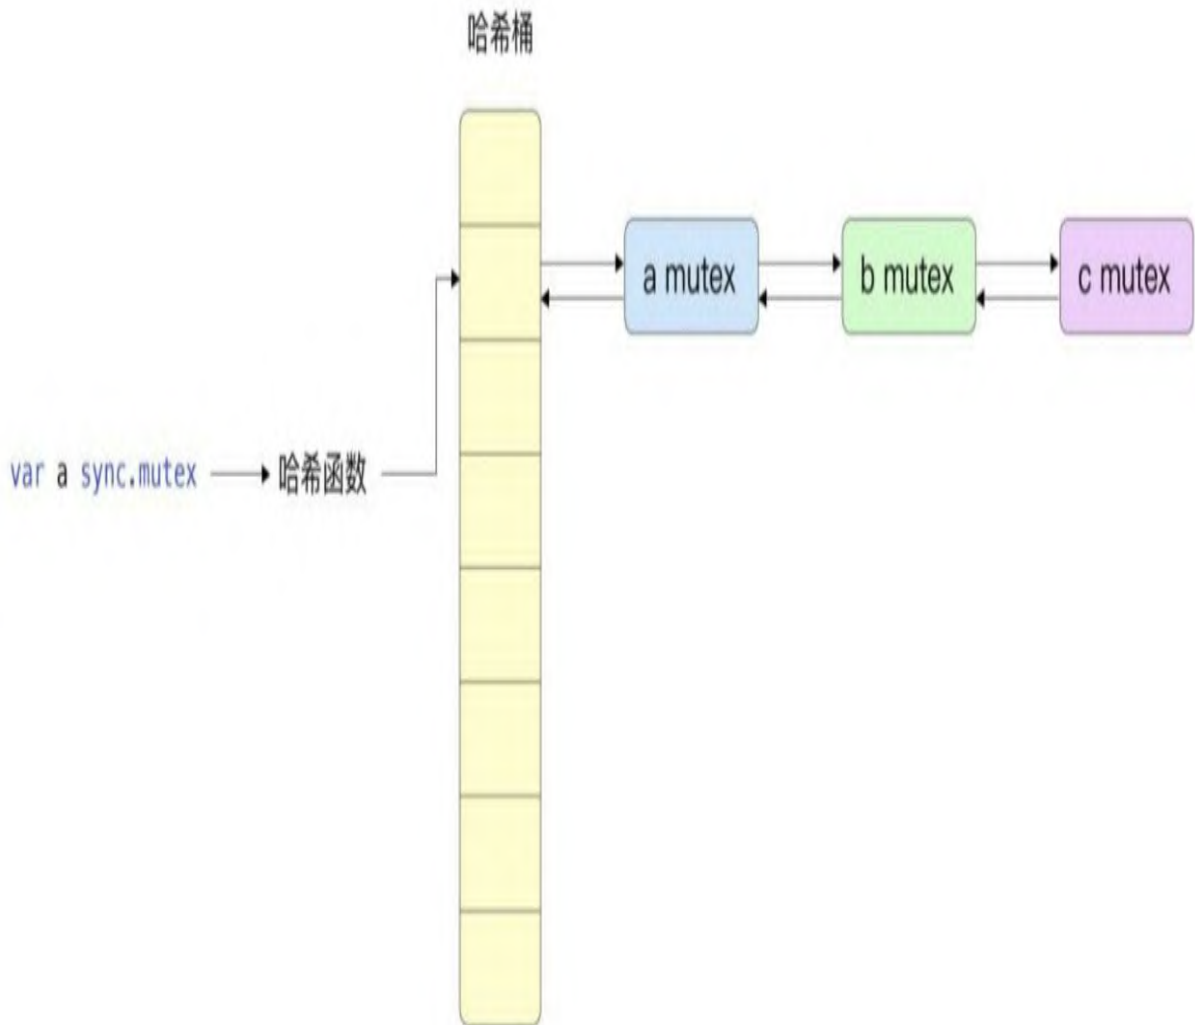 哈希桶
a mutex
b mutex
c mutex
var a sync.mutex
哈希函数